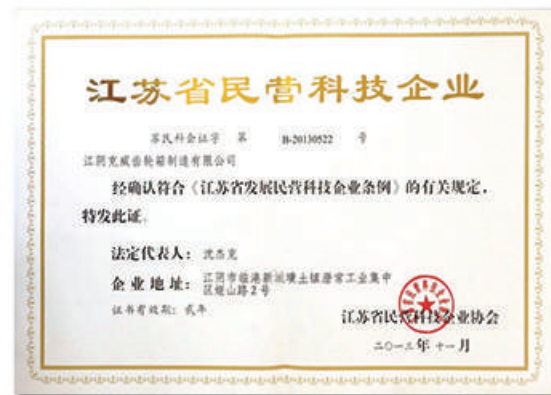 江苏省民营科技企业
苏民科企证字 第 B-20130522 号
江阴克威齿轮箱制造有限公司
经确认符合《江苏省发展民营科技企业条例》的有关规定，
特发此证。
法定代表人：沈杰克
企业地址：江阴市临港新城璜土镇澄常工业集中
区烟山路2号
证书有效期：贰年
江苏省民营科技企业协会
二〇一三年十一月